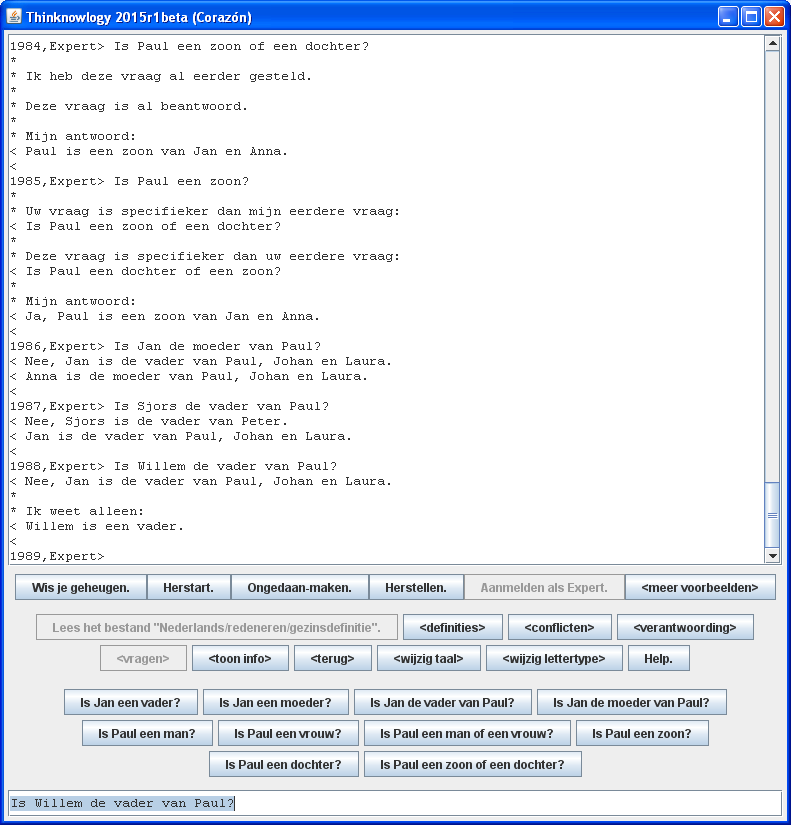 Thinknowlogy 2015r1beta (Corazón)
1984,Expert> Is Paul een zoon of een dochter?
*
* Ik heb deze vraag al eerder gesteld.
*
* Deze vraag is al beantwoord.
*
* Mijn antwoord:
< Paul is een zoon van Jan en Anna.
<
1985,Expert> Is Paul een zoon?
*
* Uw vraag is specifieker dan mijn eerdere vraag:
< Is Paul een zoon of een dochter?
*
* Deze vraag is specifieker dan uw eerdere vraag:
< Is Paul een dochter of een zoon?
*
* Mijn antwoord:
< Ja, Paul is een zoon van Jan en Anna.
<
1986,Expert> Is Jan de moeder van Paul?
< Nee, Jan is de vader van Paul, Johan en Laura.
< Anna is de moeder van Paul, Johan en Laura.
<
1987,Expert> Is Sjors de vader van Paul?
< Nee, Sjors is de vader van Peter.
< Jan is de vader van Paul, Johan en Laura.
<
1988,Expert> Is Willem de vader van Paul?
< Nee, Jan is de vader van Paul, Johan en Laura.
*
* Ik weet alleen:
< Willem is een vader.
<
1989,Expert>
Wis je geheugen. Herstart. Ongedaan-maken. Herstellen. Aanmelden als Expert. <meer voorbeelden>
Lees het bestand "Nederlands/redeneren/gezinsdefinitie". <definities> <conflicten> <verantwoording>
<vragen> <toon info> <terug> <wijzig taal> <wijzig lettertype> Help.
Is Jan een vader? Is Jan een moeder? Is Jan de vader van Paul? Is Jan de moeder van Paul?
Is Paul een man? Is Paul een vrouw? Is Paul een man of een vrouw? Is Paul een zoon?
Is Paul een dochter? Is Paul een zoon of een dochter?
Is Willem de vader van Paul?